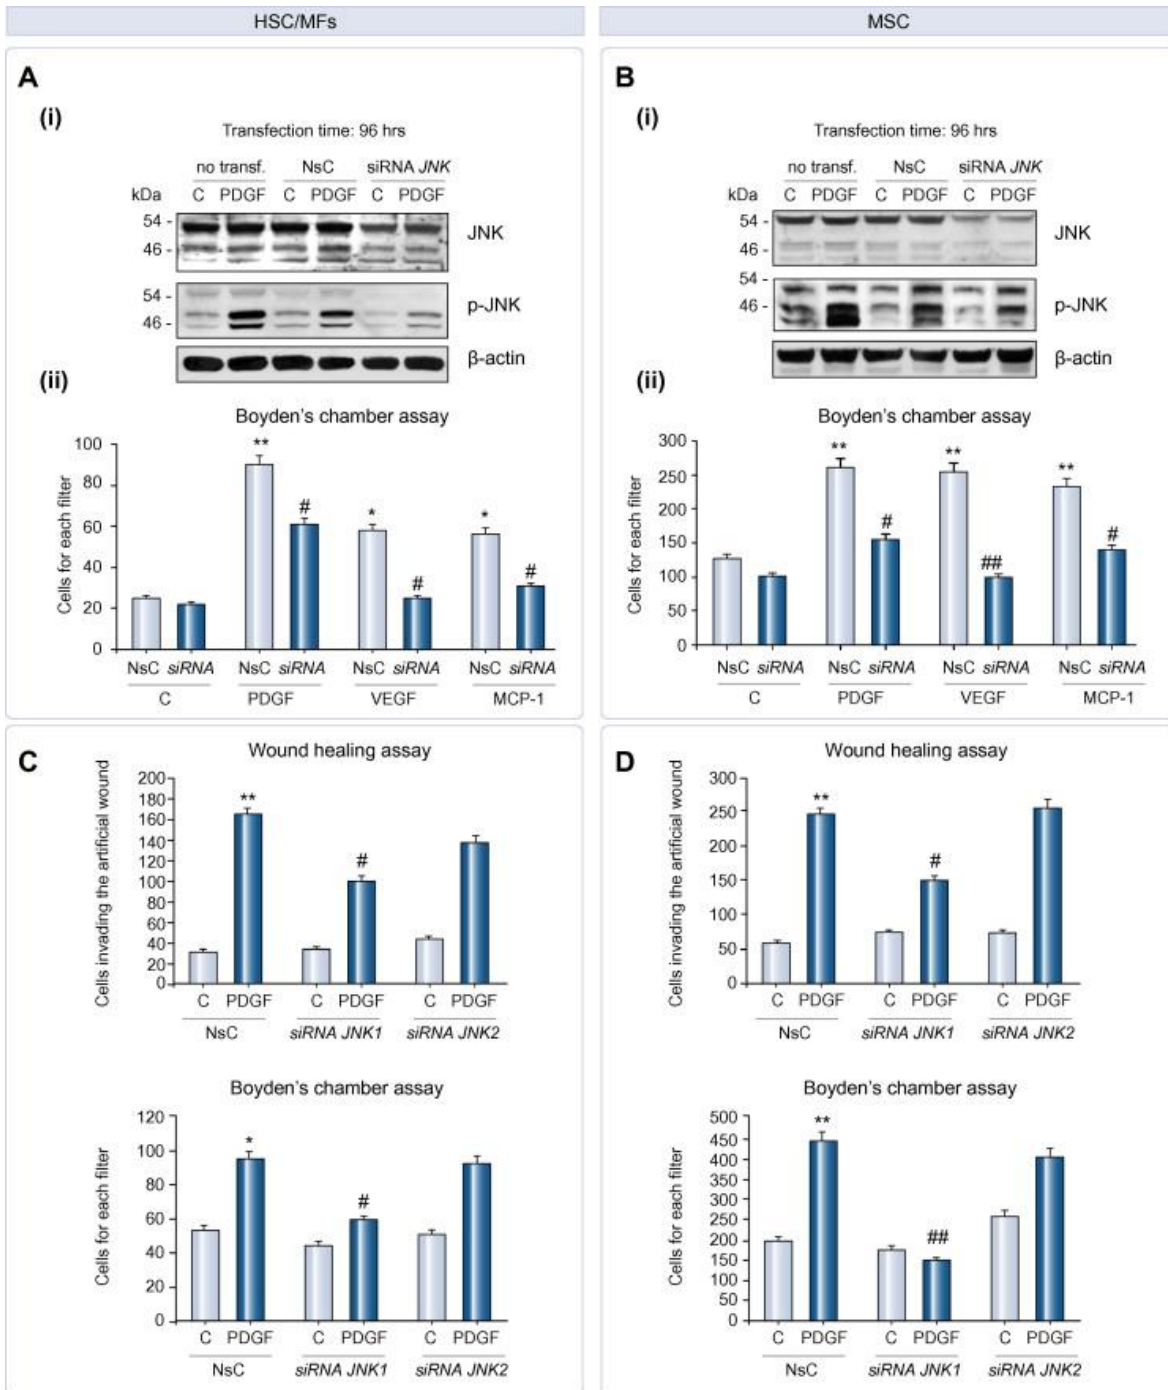 HSC/MFs
MSC
A
(i)
Transfection time: 96 hrs
no transf. NsC siRNA JNK
kDa C PDGF C PDGF C PDGF
54 -
46 -
JNK
54 -
46 -
p-JNK
β-actin
(ii)
Boyden's chamber assay
Cells for each filter
100
80
60
40
20
0
** # * # * #
NsC siRNA NsC siRNA NsC siRNA NsC siRNA
C PDGF VEGF MCP-1
B
(i)
Transfection time: 96 hrs
no transf. NsC siRNA JNK
kDa C PDGF C PDGF C PDGF
54 -
46 -
JNK
54 -
46 -
p-JNK
β-actin
(ii)
Boyden's chamber assay
Cells for each filter
300
250
200
150
100
50
0
** # ** ## ** #
NsC siRNA NsC siRNA NsC siRNA NsC siRNA
C PDGF VEGF MCP-1
C
Wound healing assay
Cells invading the artificial wound
200
180
160
140
120
100
80
60
40
20
0
** #
C PDGF C PDGF C PDGF
NsC siRNA JNK1 siRNA JNK2
Boyden's chamber assay
Cells for each filter
120
100
80
60
40
20
0
* #
C PDGF C PDGF C PDGF
NsC siRNA JNK1 siRNA JNK2
D
Wound healing assay
Cells invading the artificial wound
300
250
200
150
100
50
0
** #
C PDGF C PDGF C PDGF
NsC siRNA JNK1 siRNA JNK2
Boyden's chamber assay
Cells for each filter
500
450
400
350
300
250
200
150
100
50
0
** ##
C PDGF C PDGF C PDGF
NsC siRNA JNK1 siRNA JNK2